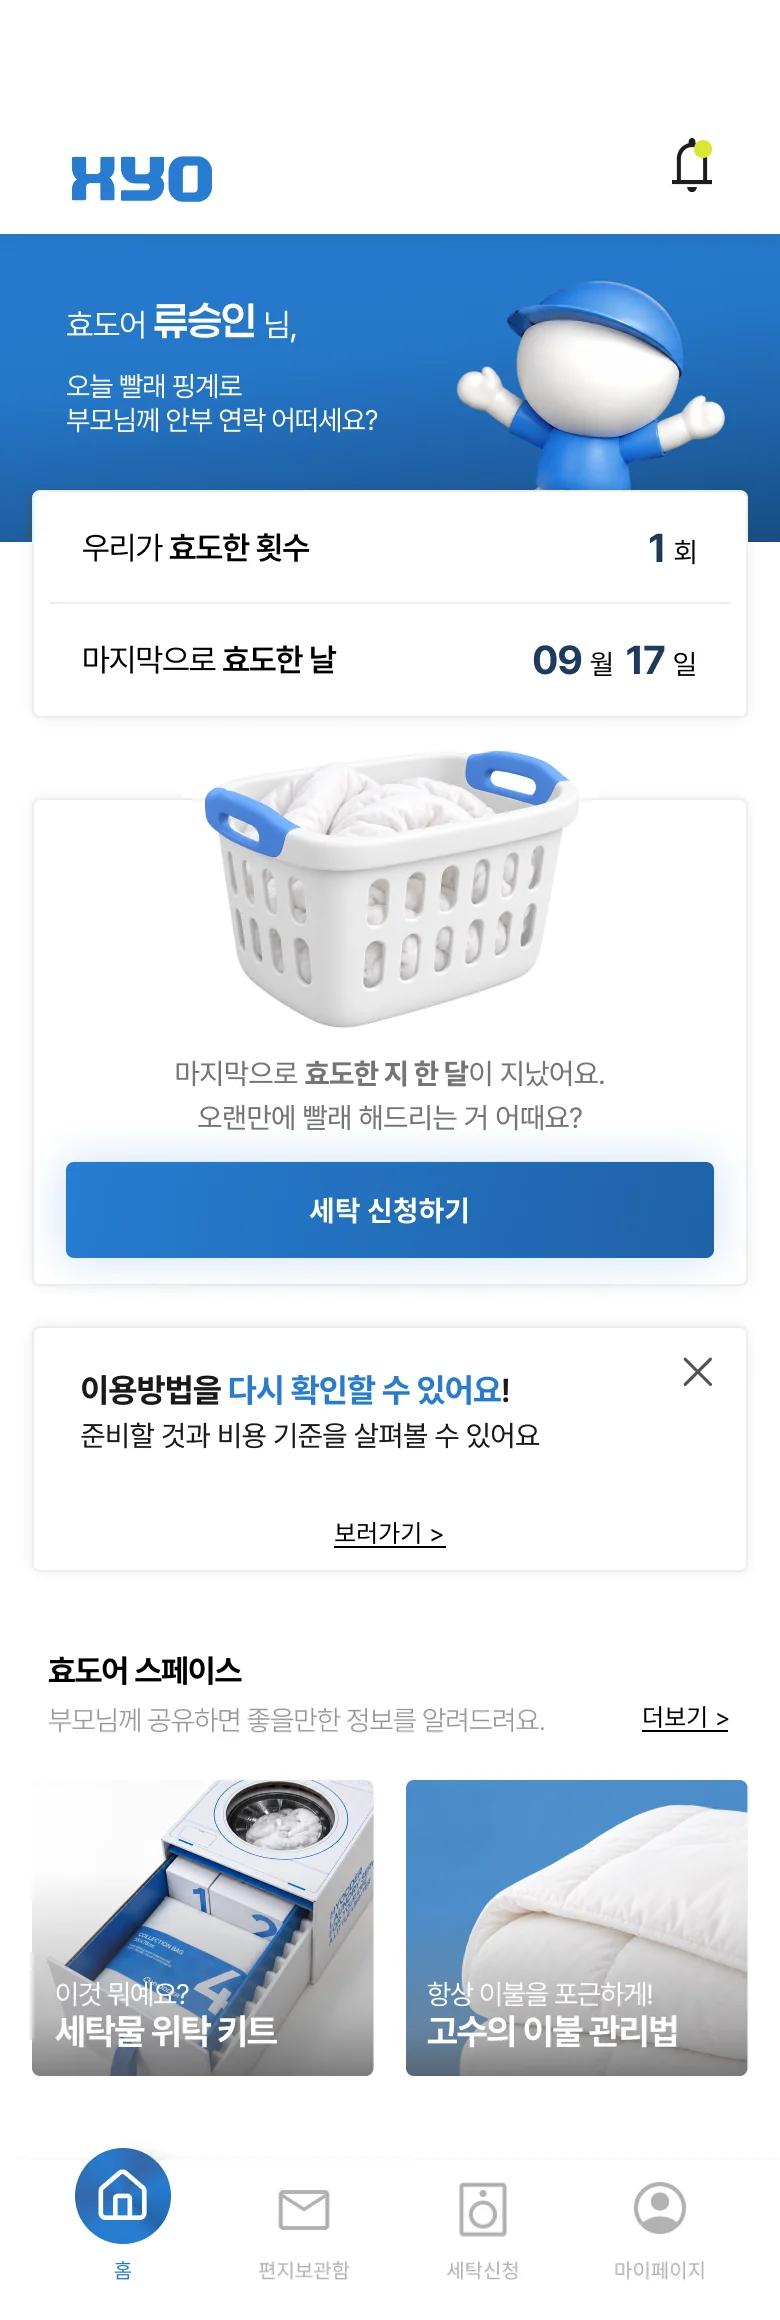 HYO
효도어 류승인 님,
오늘 빨래 핑계로
부모님께 안부 연락 어떠세요?
우리가 효도한 횟수
1 회
마지막으로 효도한 날
09 월 17 일
마지막으로 효도한 지 한 달이 지났어요.
오랜만에 빨래 해드리는 거 어때요?
세탁 신청하기
이용방법을 다시 확인할 수 있어요!
준비할 것과 비용 기준을 살펴볼 수 있어요
보러가기 >
효도어 스페이스
부모님께 공유하면 좋을만한 정보를 알려드려요.
더보기 >
1
2
COLLECTION BAG
4
이것 뭐예요?
세탁물 위탁 키트
항상 이불을 포근하게!
고수의 이불 관리법
홈
편지보관함
세탁신청
마이페이지